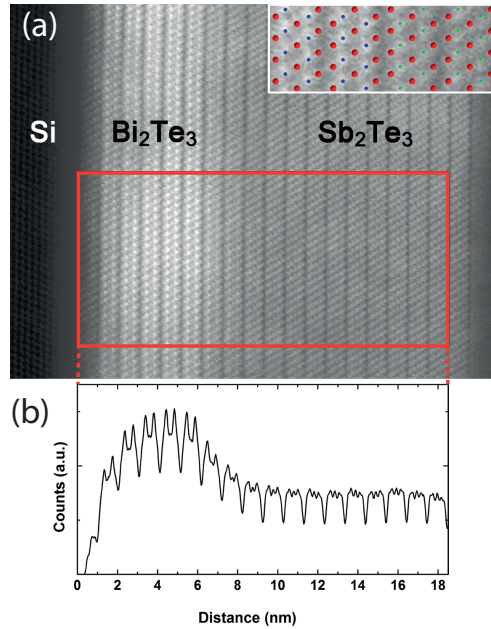 (a)
Si
Bi₂Te₃
Sb₂Te₃
(b)
Counts (a.u.)
0 2 4 6 8 10 12 14 16 18
Distance (nm)